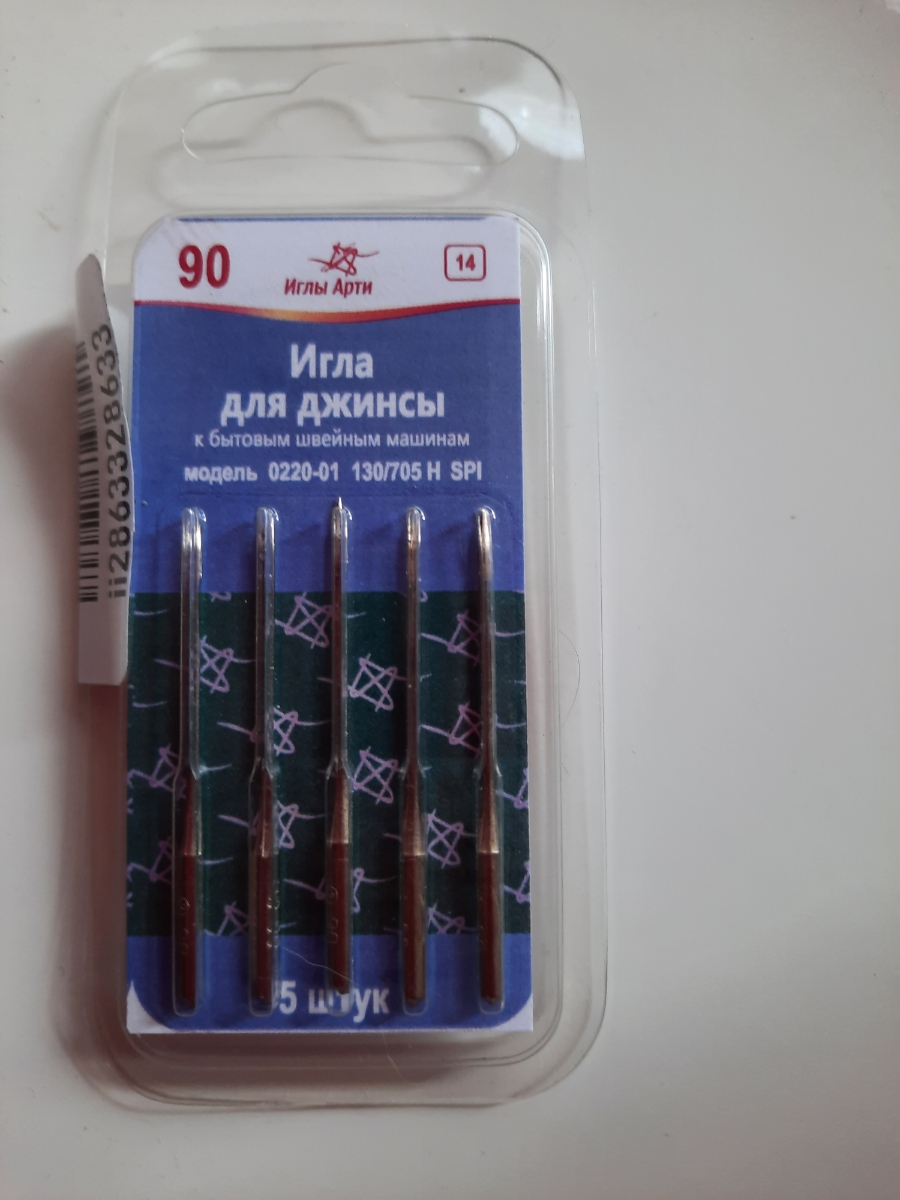 90
14
Иглы Арти
Игла
для джинсы
к бытовым швейным машинам
модель 0220-01 130/705 H SPI
5 штук
ii2863328633